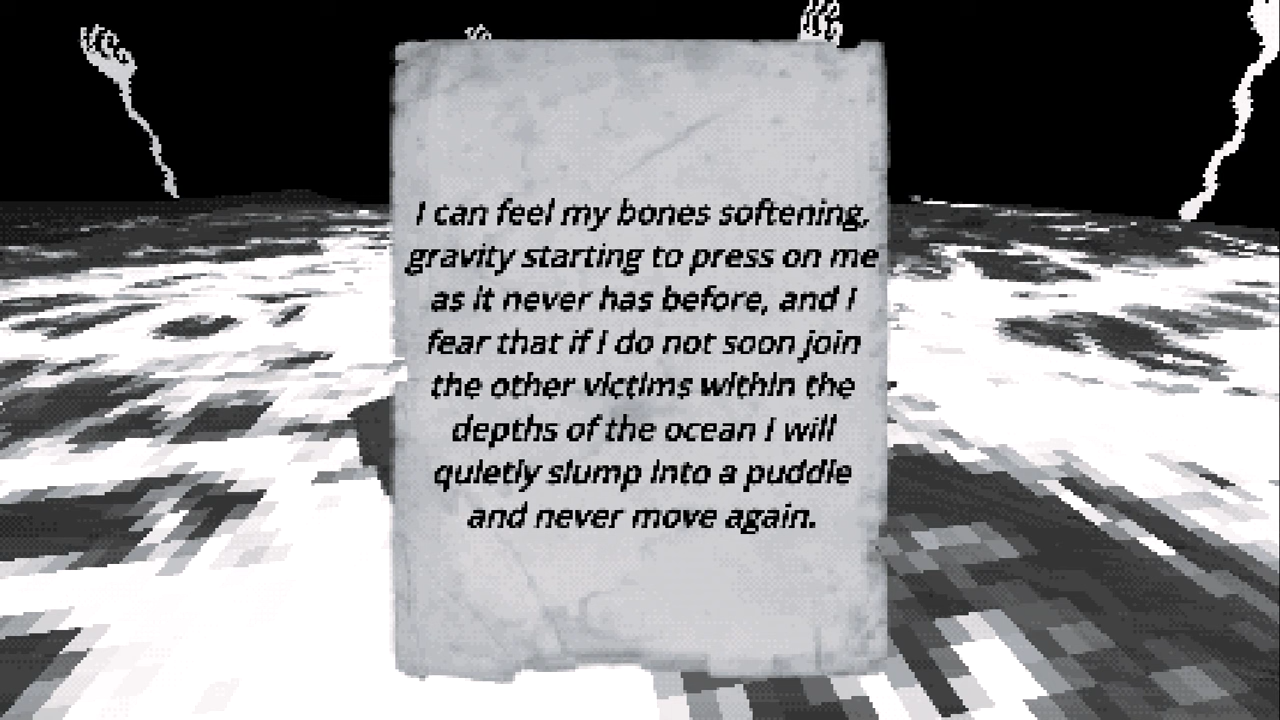 I can feel my bones softening,
gravity starting to press on me
as it never has before, and I
fear that if I do not soon join
the other victims within the
depths of the ocean I will
quietly slump into a puddle
and never move again.